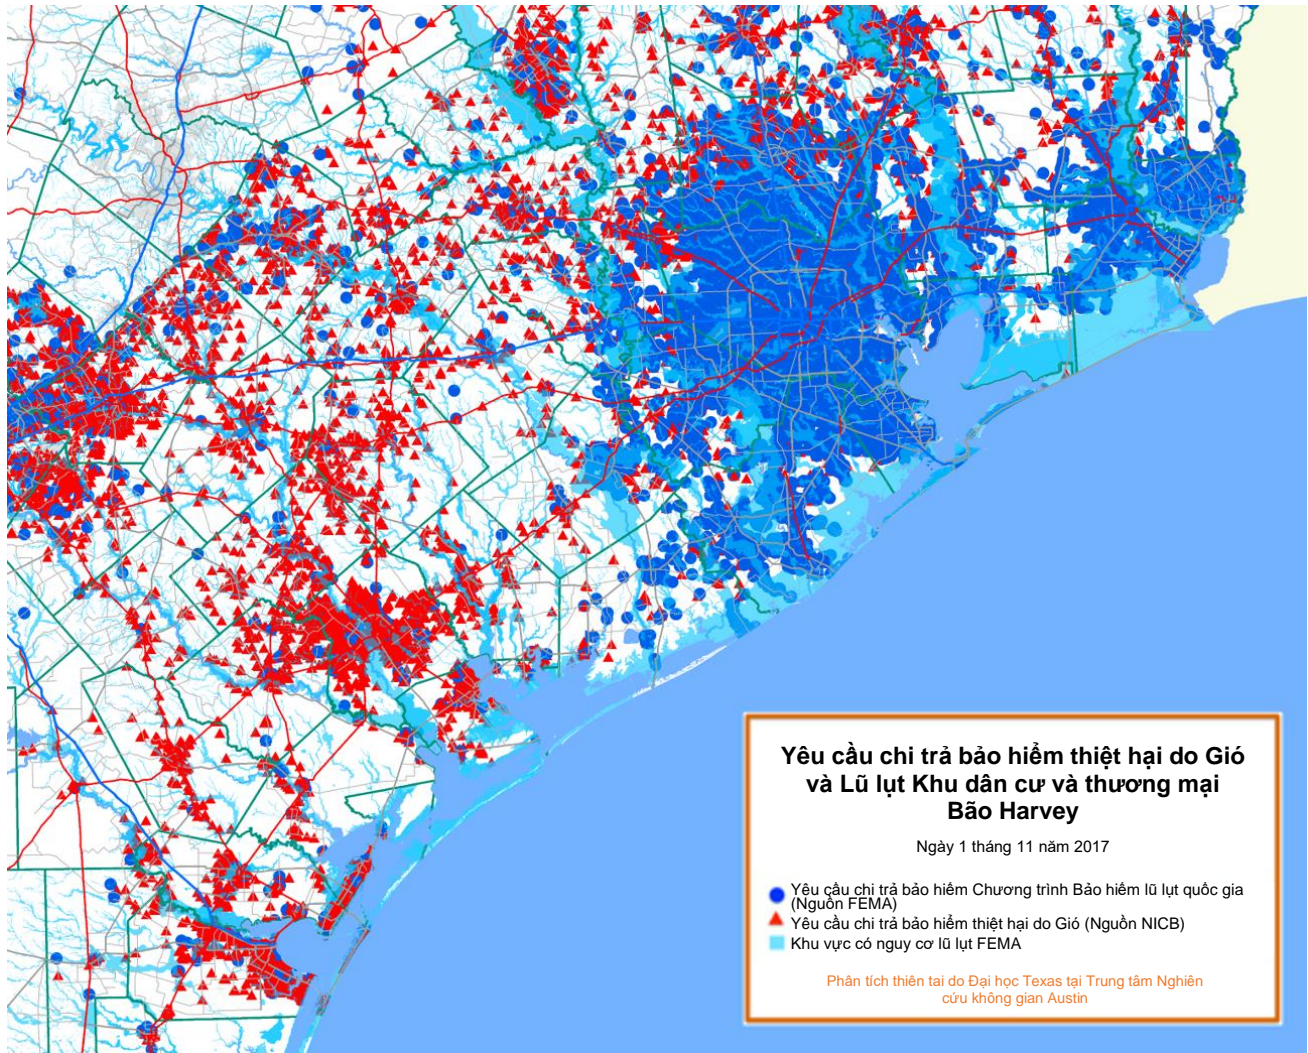 Yêu cầu chi trả bảo hiểm thiệt hại do Gió
và Lũ lụt Khu dân cư và thương mại
Bão Harvey
Ngày 1 tháng 11 năm 2017
Yêu cầu chi trả bảo hiểm Chương trình Bảo hiểm lũ lụt quốc gia
(Nguồn FEMA)
Yêu cầu chi trả bảo hiểm thiệt hại do Gió (Nguồn NICB)
Khu vực có nguy cơ lũ lụt FEMA
Phân tích thiên tai do Đại học Texas tại Trung tâm Nghiên
cứu không gian Austin